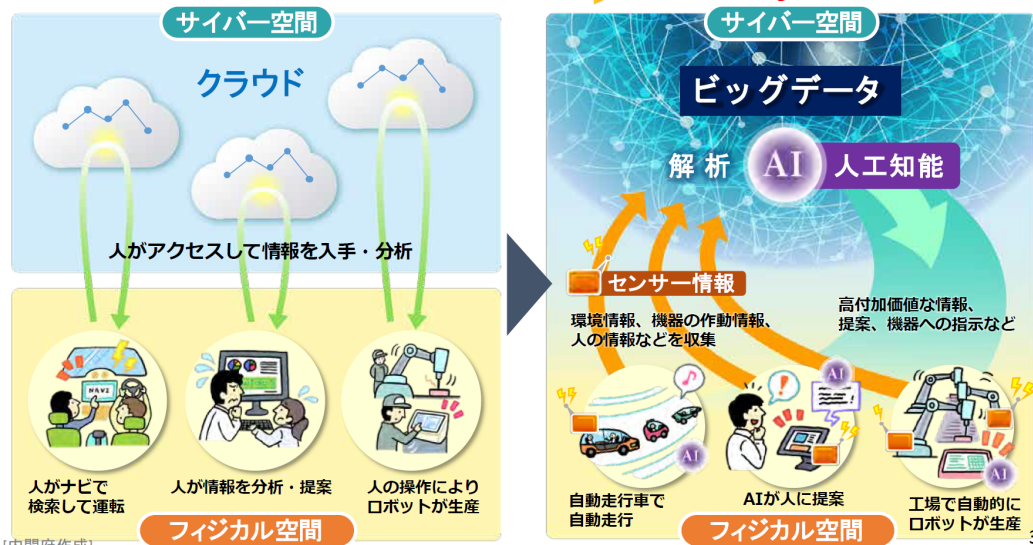 サイバー空間
クラウド
人がアクセスして情報を入手・分析
NAVI
人がナビで
検索して運転
人が情報を分析・提案
人の操作により
ロボットが生産
フィジカル空間
サイバー空間
ビッグデータ
解析 AI 人工知能
センサー情報
環境情報、機器の作動情報、
人の情報などを収集
高付加価値な情報、
提案、機器への指示など
AI
AI
AI
自動走行車で
自動走行
AIが人に提案
工場で自動的に
ロボットが生産
フィジカル空間